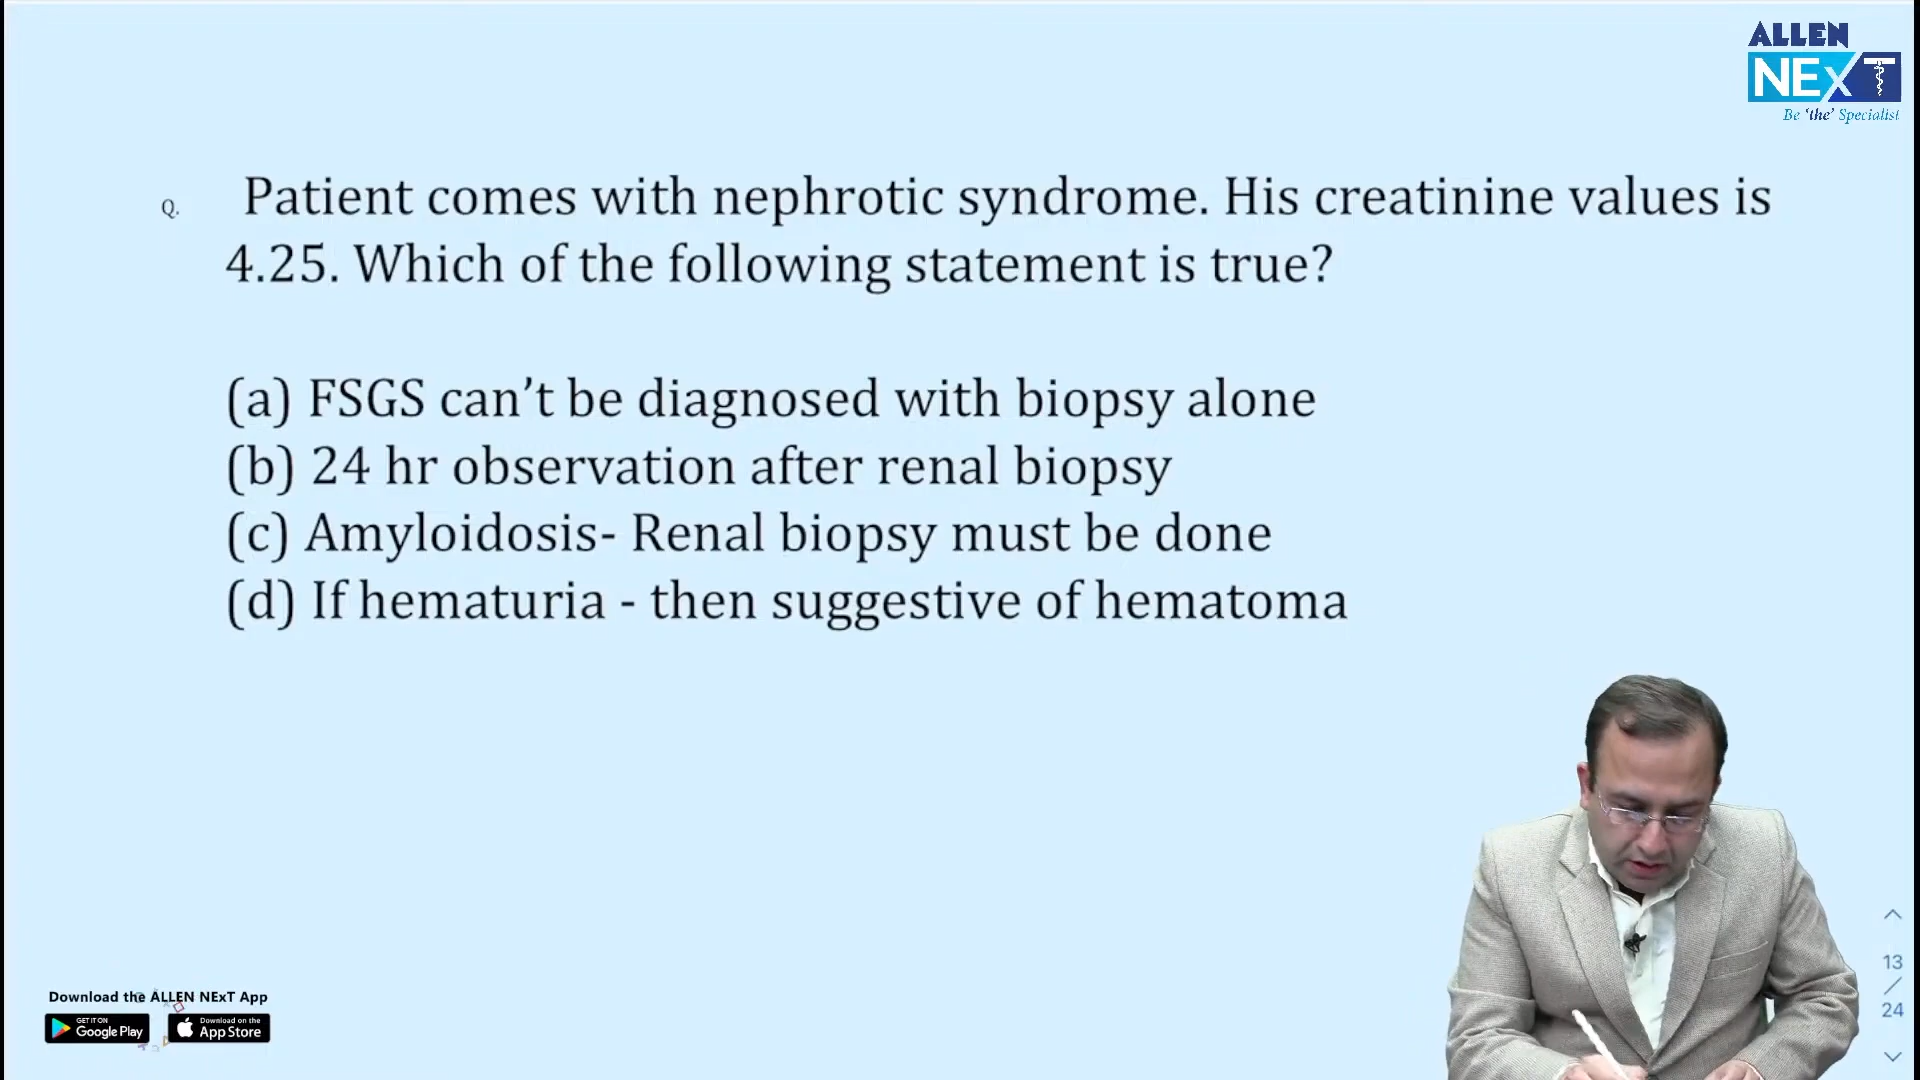 ALLEN
NExT
Be 'the' Specialist
Q. Patient comes with nephrotic syndrome. His creatinine values is
4.25. Which of the following statement is true?
(a) FSGS can't be diagnosed with biopsy alone
(b) 24 hr observation after renal biopsy
(c) Amyloidosis- Renal biopsy must be done
(d) If hematuria - then suggestive of hematoma
13
/
24
Download the ALLEN NExT App
GET IT ON
Google Play
Download on the
App Store